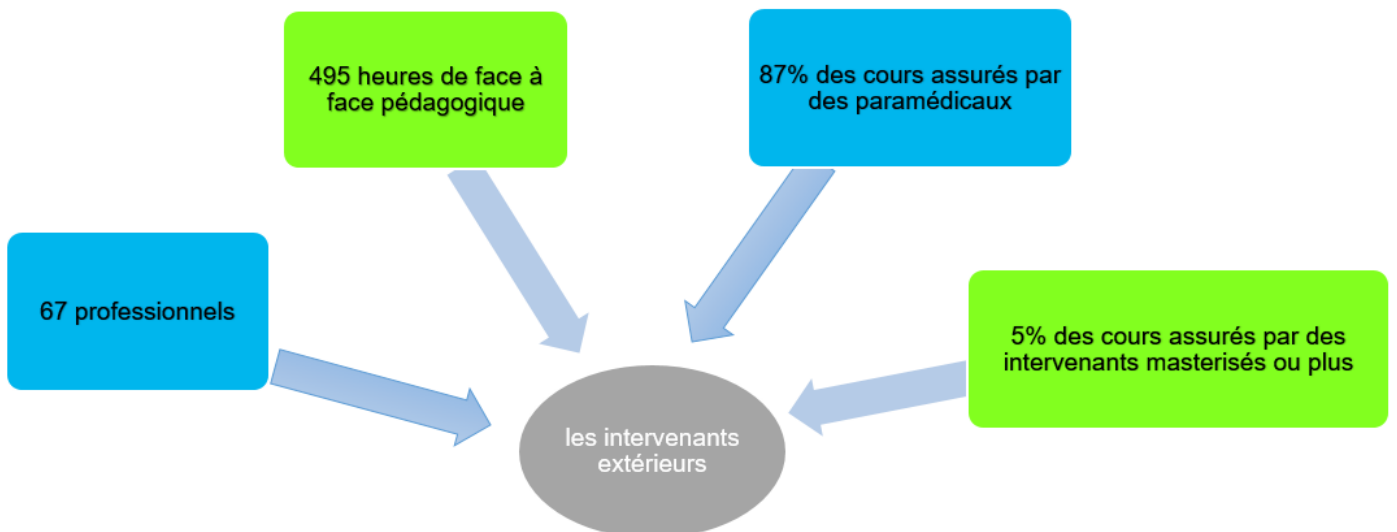 495 heures de face à
face pédagogique
87% des cours assurés par
des paramédicaux
67 professionnels
5% des cours assurés par des
intervenants masterisés ou plus
les intervenants
extérieurs